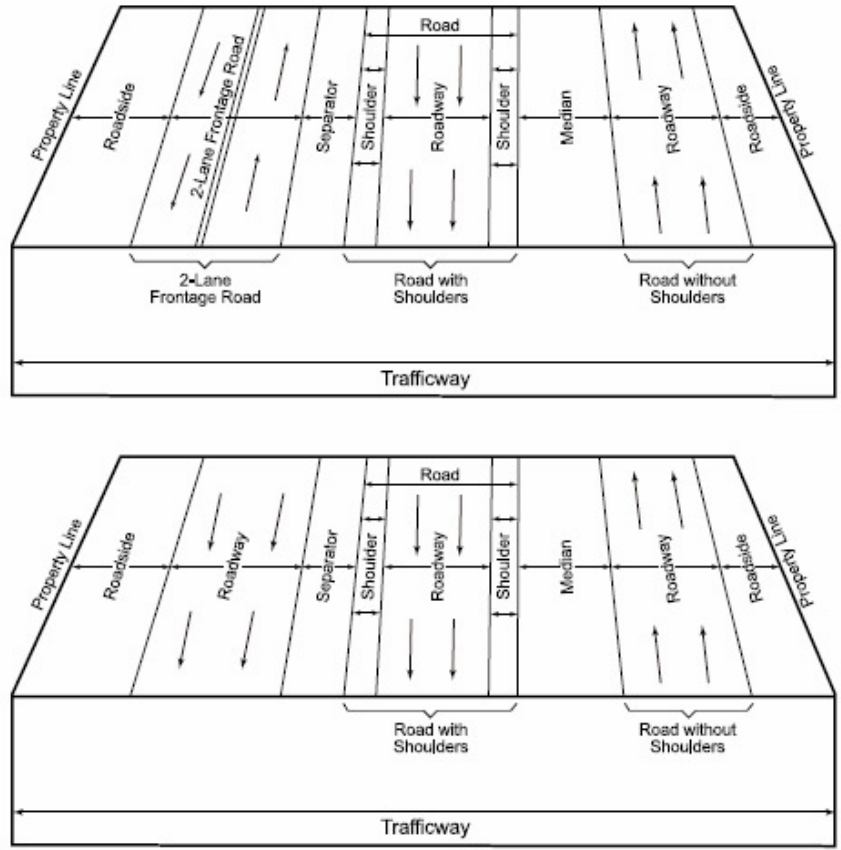 Road
Property Line
Roadside
2-Lane Frontage Road
Separator
Shoulder
Roadway
Shoulder
Median
Roadway
Roadside
Property Line
2-Lane
Frontage Road
Road with
Shoulders
Road without
Shoulders
Trafficway
Road
Property Line
Roadside
Roadway
Separator
Shoulder
Roadway
Shoulder
Median
Roadway
Roadside
Property Line
Road with
Shoulders
Road without
Shoulders
Trafficway